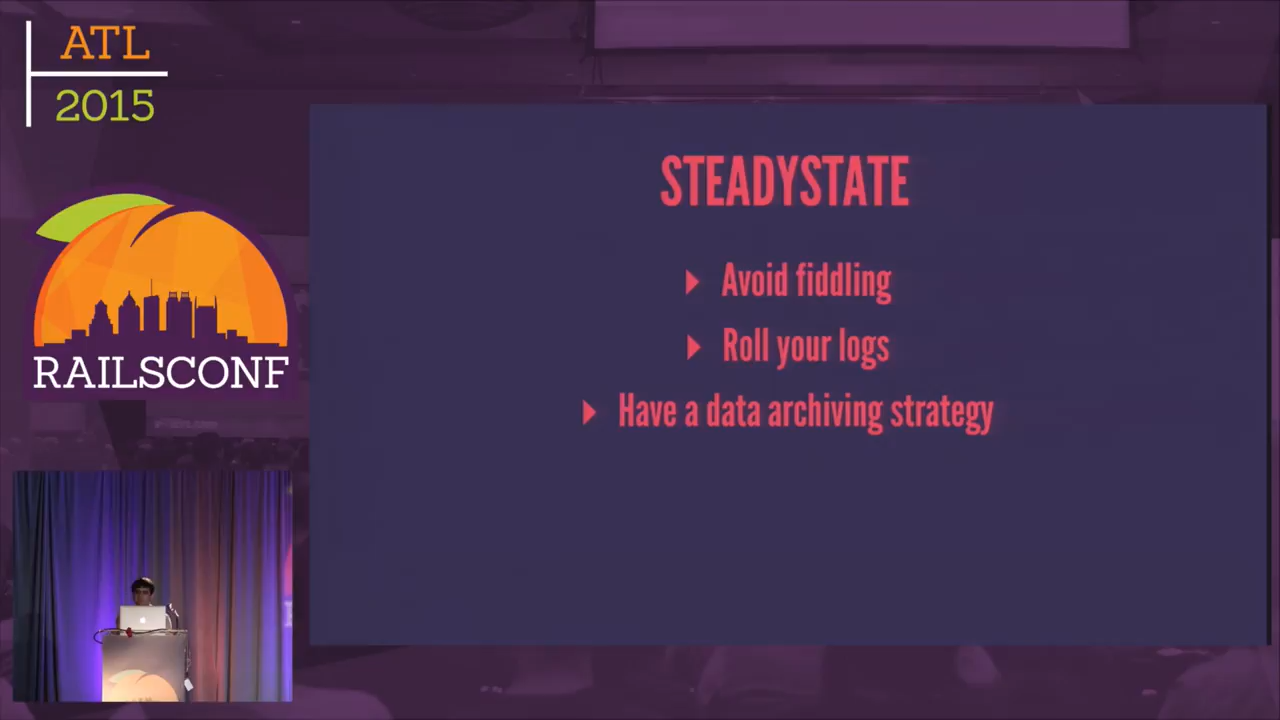 ATL
2015
RAILSCONF
STEADYSTATE
Avoid fiddling
Roll your logs
Have a data archiving strategy